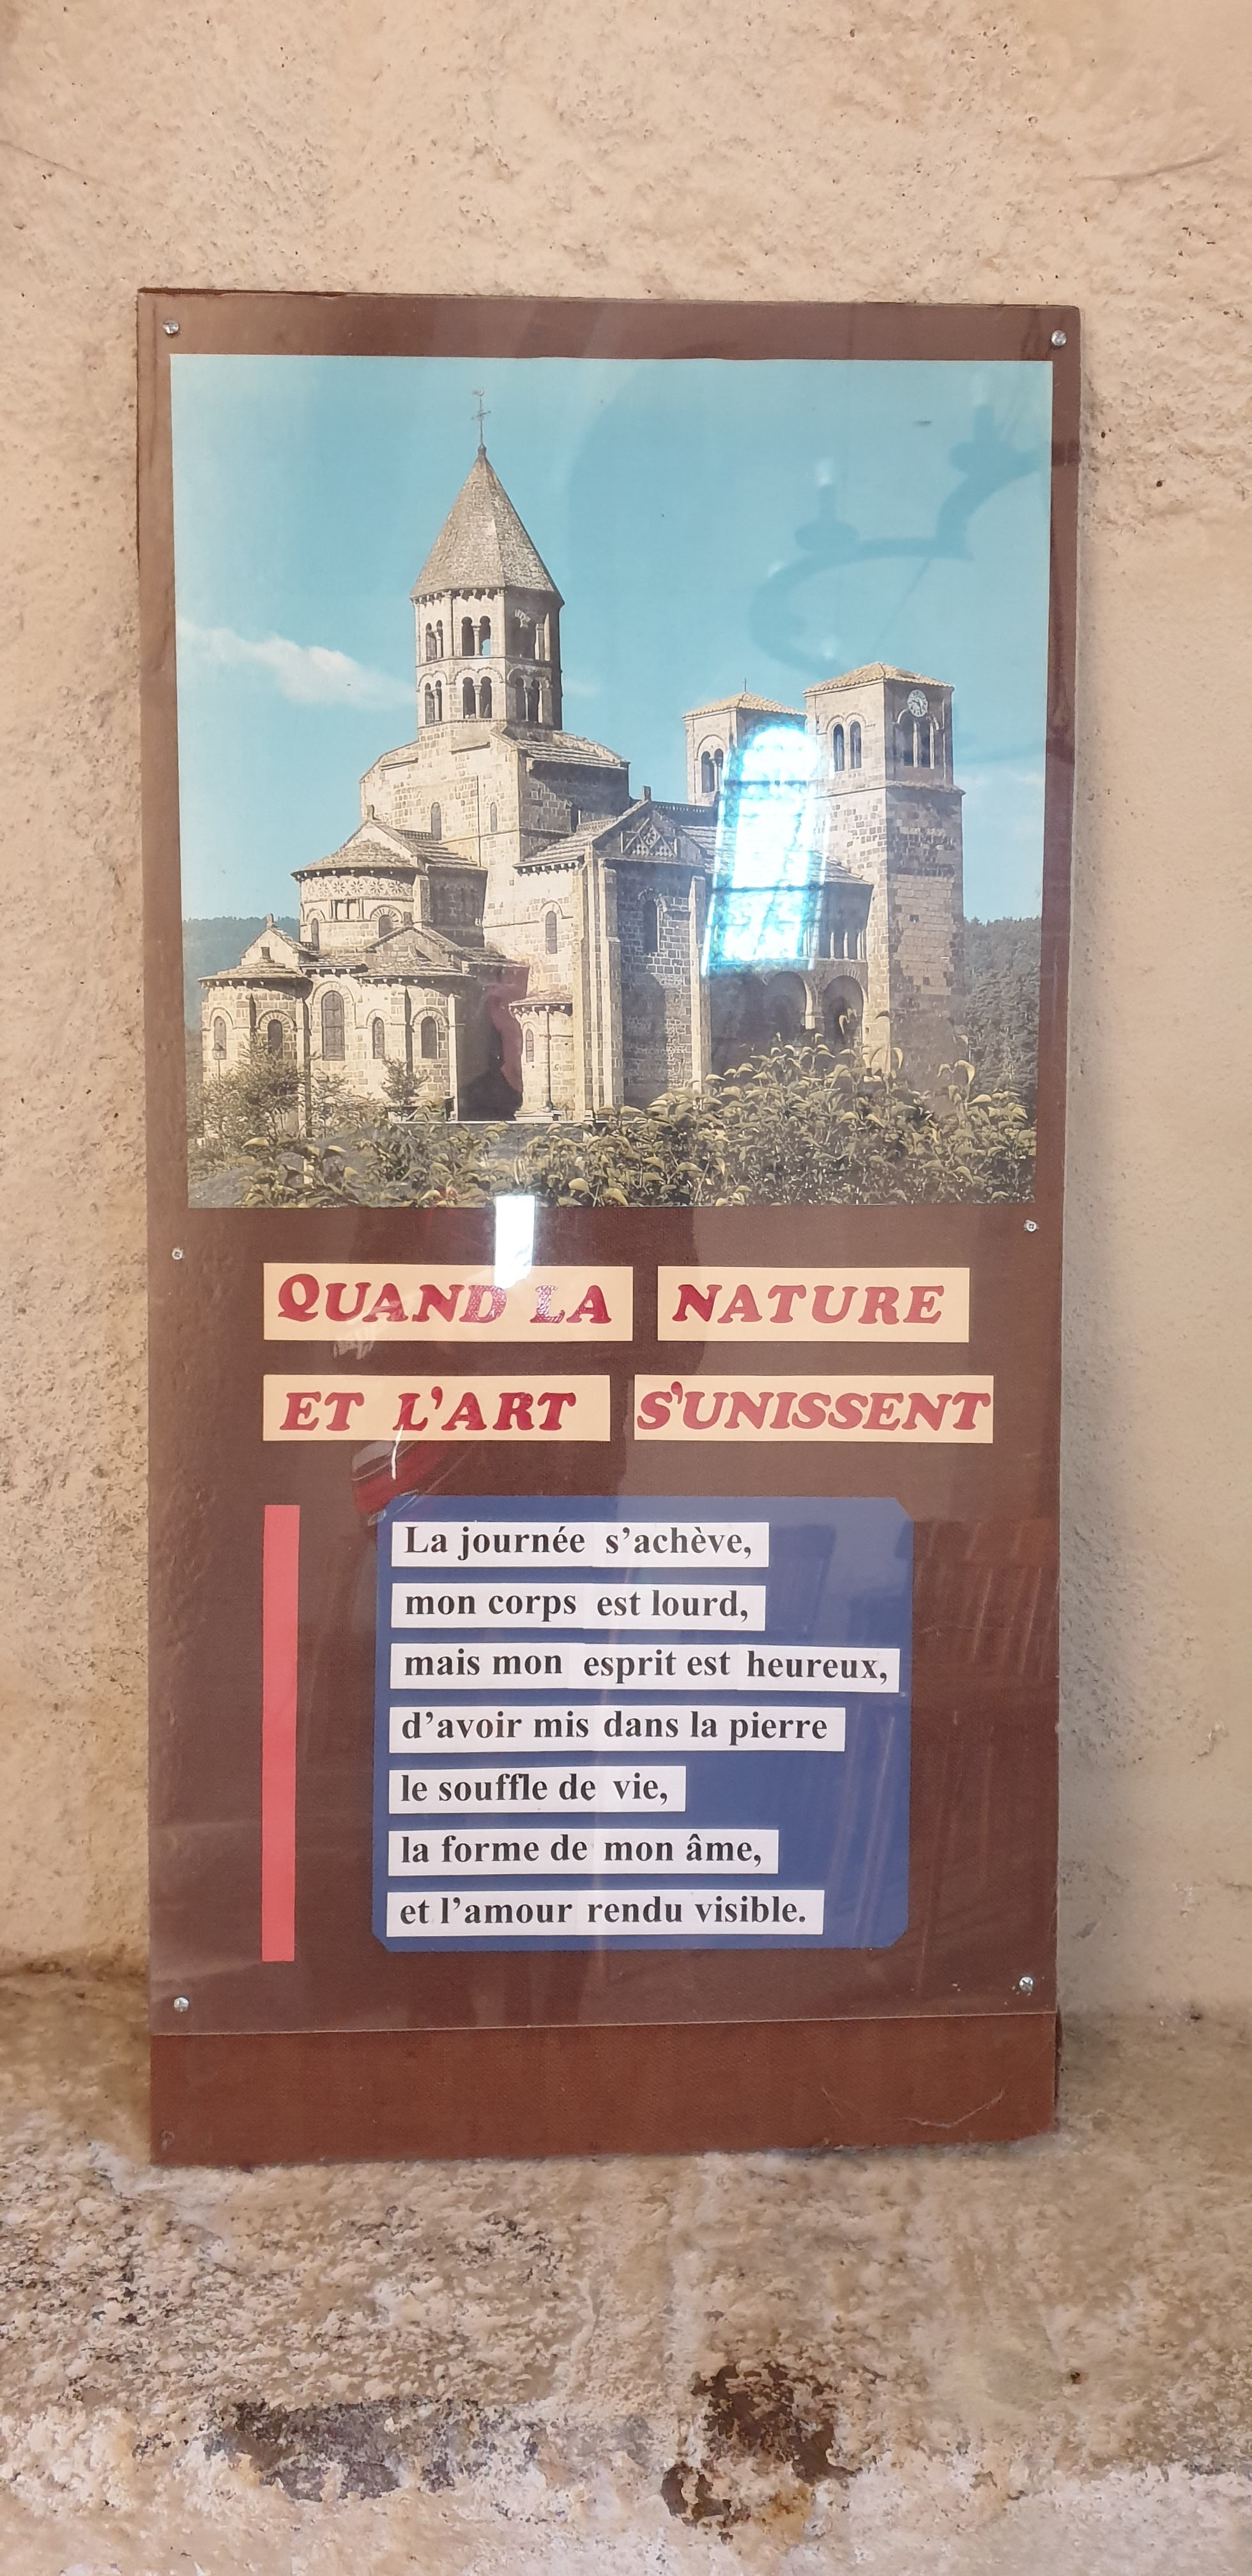 QUAND LA NATURE
ET L'ART S'UNISSENT
La journée s'achève,
mon corps est lourd,
mais mon esprit est heureux,
d'avoir mis dans la pierre
le souffle de vie,
la forme de mon âme,
et l'amour rendu visible.